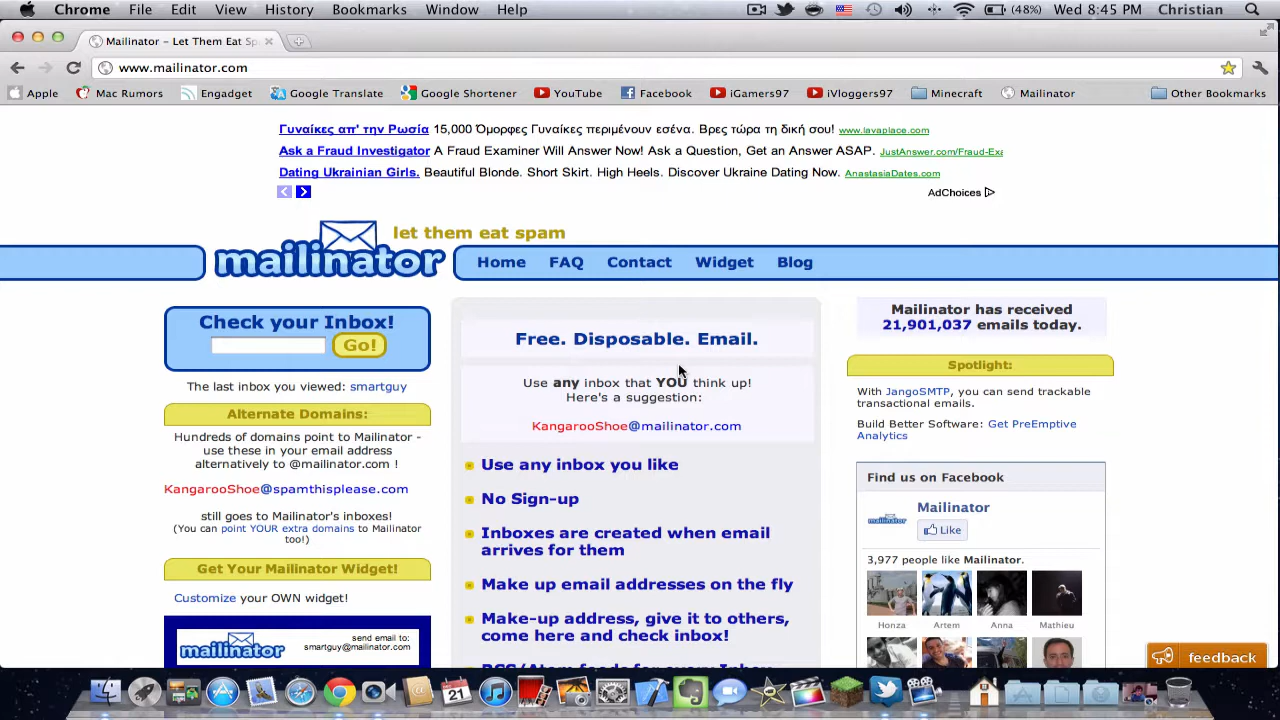 Chrome File Edit View History Bookmarks Window Help (48%) Wed 8:45 PM Christian
Mailinator – Let Them Eat Sp
www.mailinator.com
Apple Mac Rumors Engadget Google Translate Google Shortener YouTube Facebook iGamers97 iVloggers97 Minecraft Mailinator Other Bookmarks
Γυναίκες απ' την Ρωσία 15,000 Όμορφες Γυναίκες περιμένουν εσένα. Βρες τώρα τη δική σου! www.lavaplace.com
Ask a Fraud Investigator A Fraud Examiner Will Answer Now! Ask a Question, Get an Answer ASAP. JustAnswer.com/Fraud-Exa
Dating Ukrainian Girls. Beautiful Blonde. Short Skirt. High Heels. Discover Ukraine Dating Now. AnastasiaDates.com
AdChoices
let them eat spam
mailinator
Home FAQ Contact Widget Blog
Check your Inbox!
Go!
The last inbox you viewed: smartguy
Alternate Domains:
Hundreds of domains point to Mailinator -
use these in your email address
alternatively to @mailinator.com !
KangarooShoe@spamthisplease.com
still goes to Mailinator's inboxes!
(You can point YOUR extra domains to Mailinator
too!)
Get Your Mailinator Widget!
Customize your OWN widget!
mailinator
send email to:
smartguy@mailinator.com
Free. Disposable. Email.
Use any inbox that YOU think up!
Here's a suggestion:
KangarooShoe@mailinator.com
Use any inbox you like
No Sign-up
Inboxes are created when email
arrives for them
Make up email addresses on the fly
Make-up address, give it to others,
come here and check inbox!
RSS/Atom feeds for every Inbox
Mailinator has received
21,901,037 emails today.
Spotlight:
With JangoSMTP, you can send trackable
transactional emails.
Build Better Software: Get PreEmptive
Analytics
Find us on Facebook
mailinator
Mailinator
Like
3,977 people like Mailinator.
Honza Artem Anna Mathieu
feedback
21